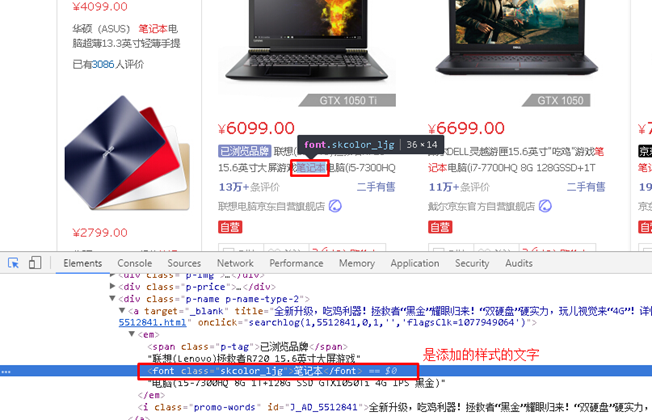 ¥4099.00
华硕（ASUS） 笔记本电
脑超薄13.3英寸轻薄手提
已有3086人评价
¥2799.00
GTX 1050 Ti
¥6099.00
font.skcolor_ljg 36×14
已浏览品牌 联想(L
15.6英寸大屏游戏笔记本电脑(i5-7300HQ
13万+条评价 二手有售
联想电脑京东自营旗舰店
自营
GTX 1050
¥6699.00
戴尔DELL灵越游匣15.6英寸"吃鸡"游戏笔
记本电脑(i7-7700HQ 8G 128GSSD+1T
11万+条评价 二手有售
戴尔京东自营官方旗舰店
自营
Elements Console Sources Network Performance Memory Application Security Audits
<div class="p-img">…</div>
<div class="p-price">…</div>
<div class="p-name p-name-type-2">
<a target="_blank" title="全新升级，吃鸡利器！拯救者"黑金"耀眼归来！"双硬盘"硬实力，玩儿视觉来"4G"！详
5512841.html" onclick="searchlog(1,5512841,0,1,'','flagsClk=1077949064')">
<em>
<span class="p-tag">已浏览品牌</span>
"联想(Lenovo)拯救者R720 15.6英寸大屏游戏"
… <font class="skcolor_ljg">笔记本</font> == $0
是添加的样式的文字
"电脑(i5-7300HQ 8G 1T+128G SSD GTX1050Ti 4G IPS 黑金)"
</em>
<i class="promo-words" id="J_AD_5512841">全新升级，吃鸡利器！拯救者"黑金"耀眼归来！"双硬盘"硬